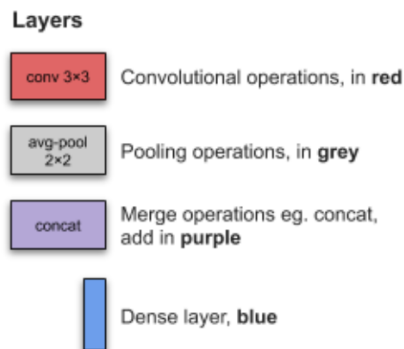 Layers
conv 3×3
Convolutional operations, in red
avg-pool
2×2
Pooling operations, in grey
concat
Merge operations eg. concat,
add in purple
Dense layer, blue